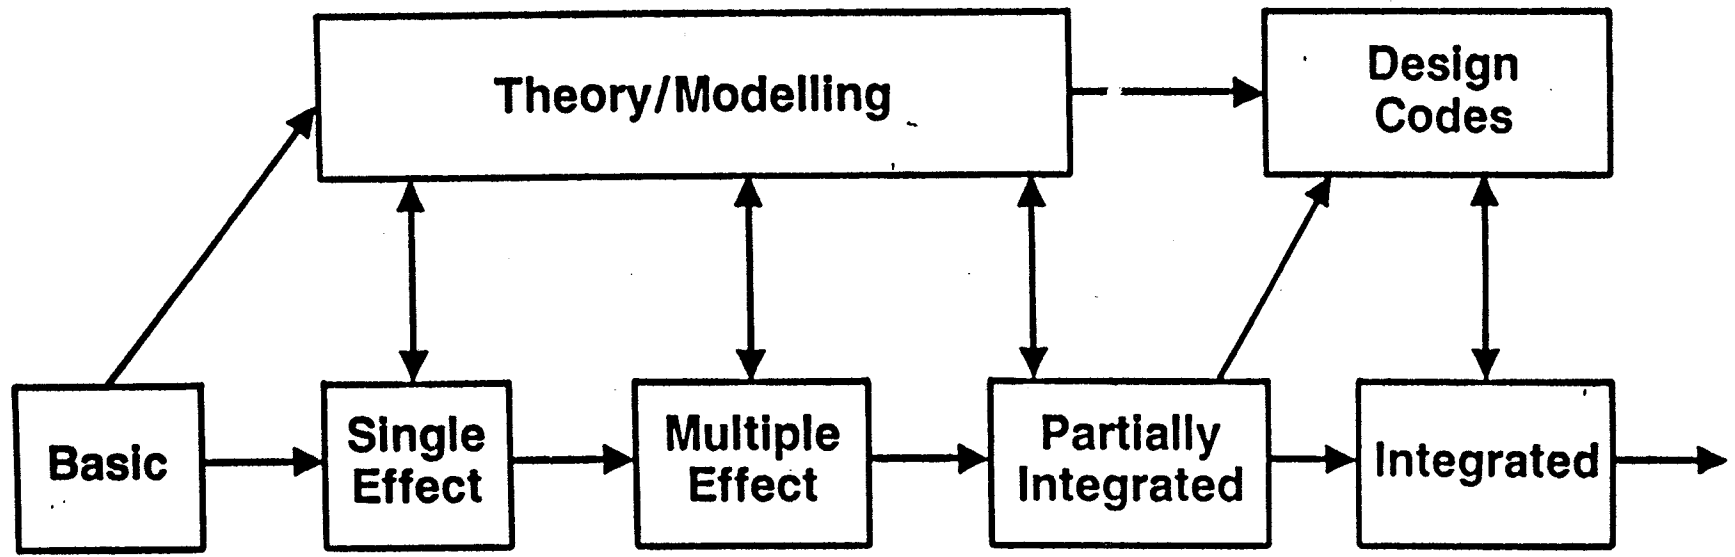 Theory/Modelling
Design
Codes
Basic
Single
Effect
Multiple
Effect
Partially
Integrated
Integrated